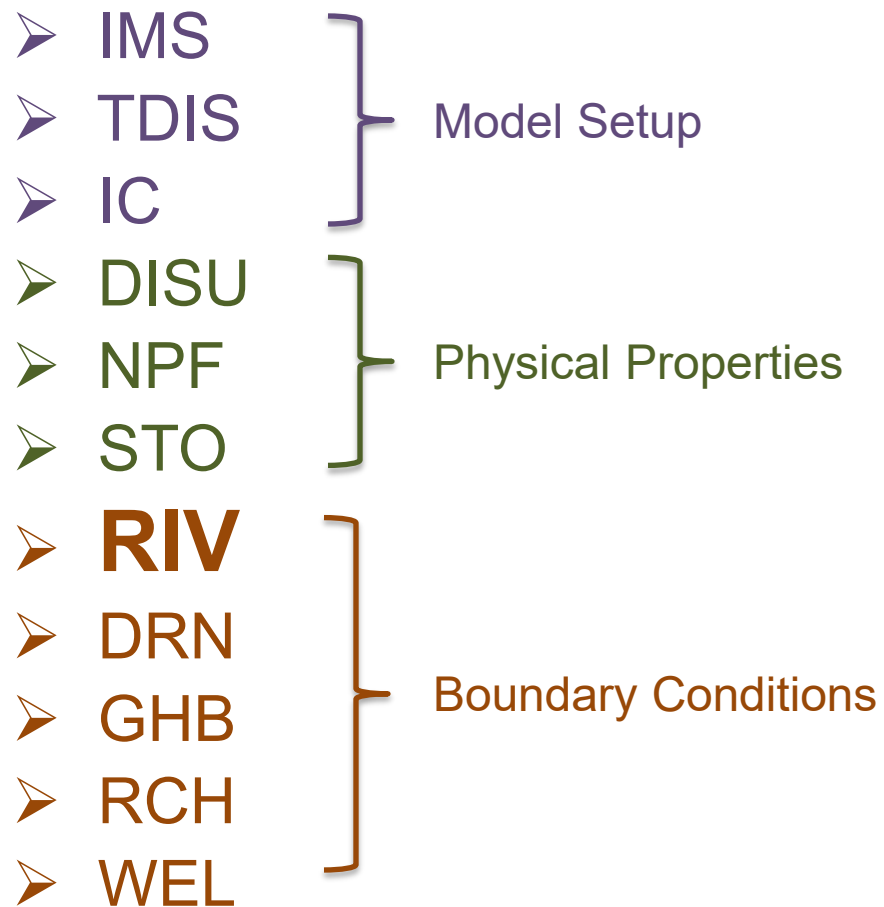 IMS
TDIS
IC
Model Setup
DISU
NPF
STO
Physical Properties
RIV
DRN
GHB
RCH
WEL
Boundary Conditions